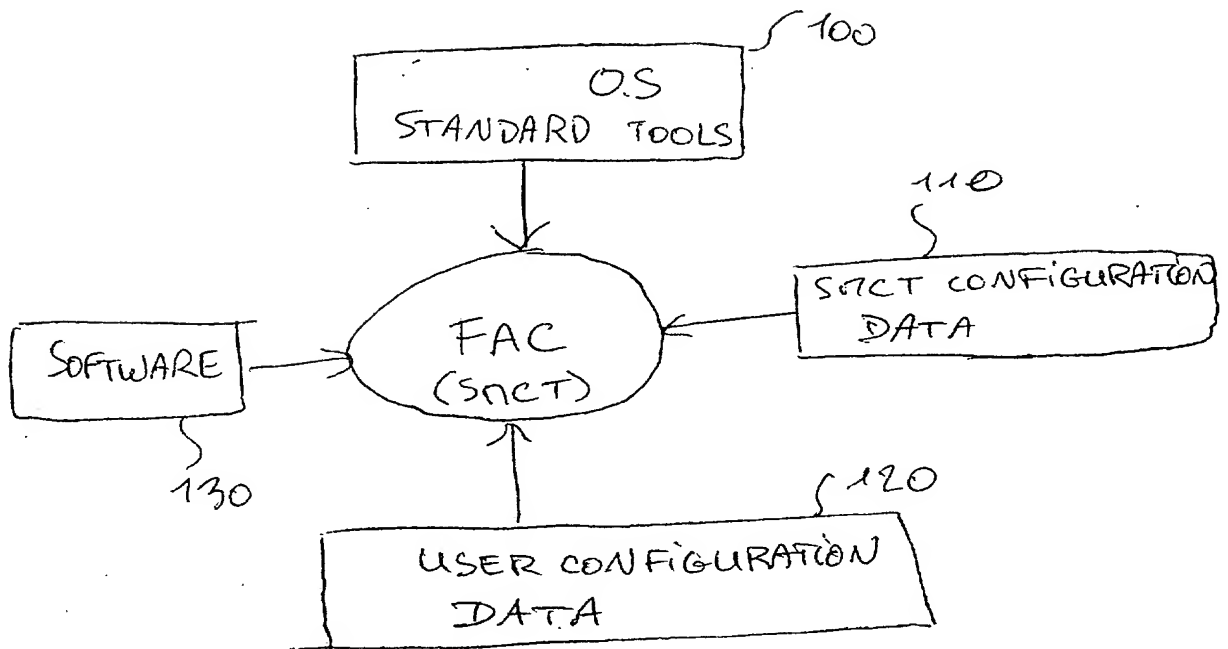 100
O.S
STANDARD TOOLS
110
SMCT CONFIGURATION
DATA
FAC
(SMCT)
SOFTWARE
130
120
USER CONFIGURATION
DATA